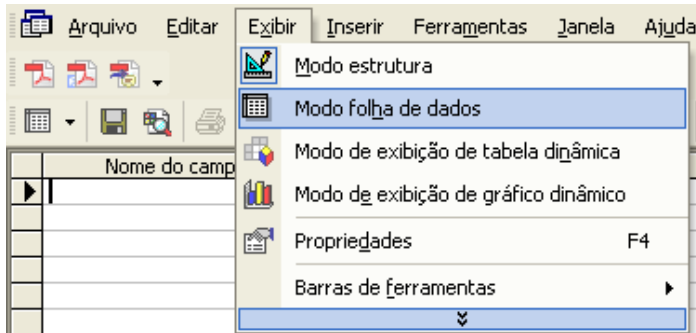 Arquivo Editar Exibir Inserir Ferramentas Janela Ajuda
Modo estrutura
Modo folha de dados
Modo de exibição de tabela dinâmica
Modo de exibição de gráfico dinâmico
Propriedades F4
Barras de ferramentas
Nome do camp